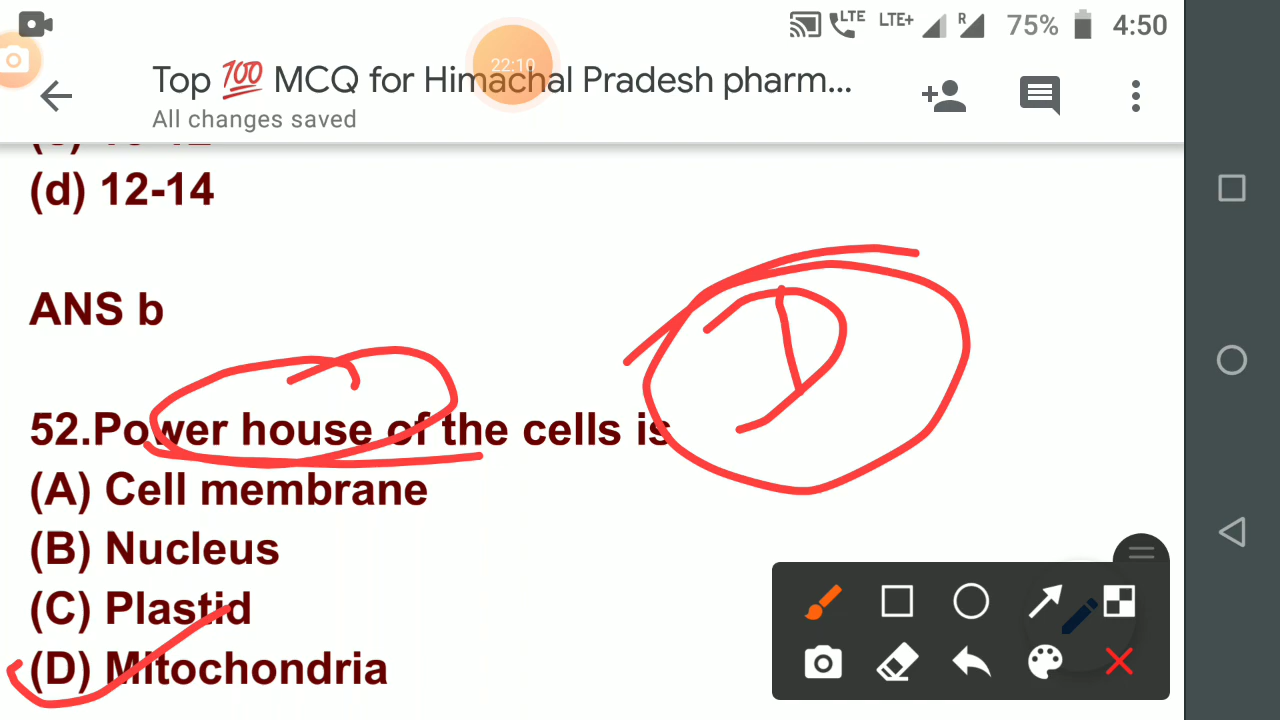 LTE LTE+ R 75% 4:50
22:10
Top 💯 MCQ for Himachal Pradesh pharm...
All changes saved
(d) 12-14
ANS b
D
52.Power house of the cells is
(A) Cell membrane
(B) Nucleus
(C) Plastid
(D) Mitochondria